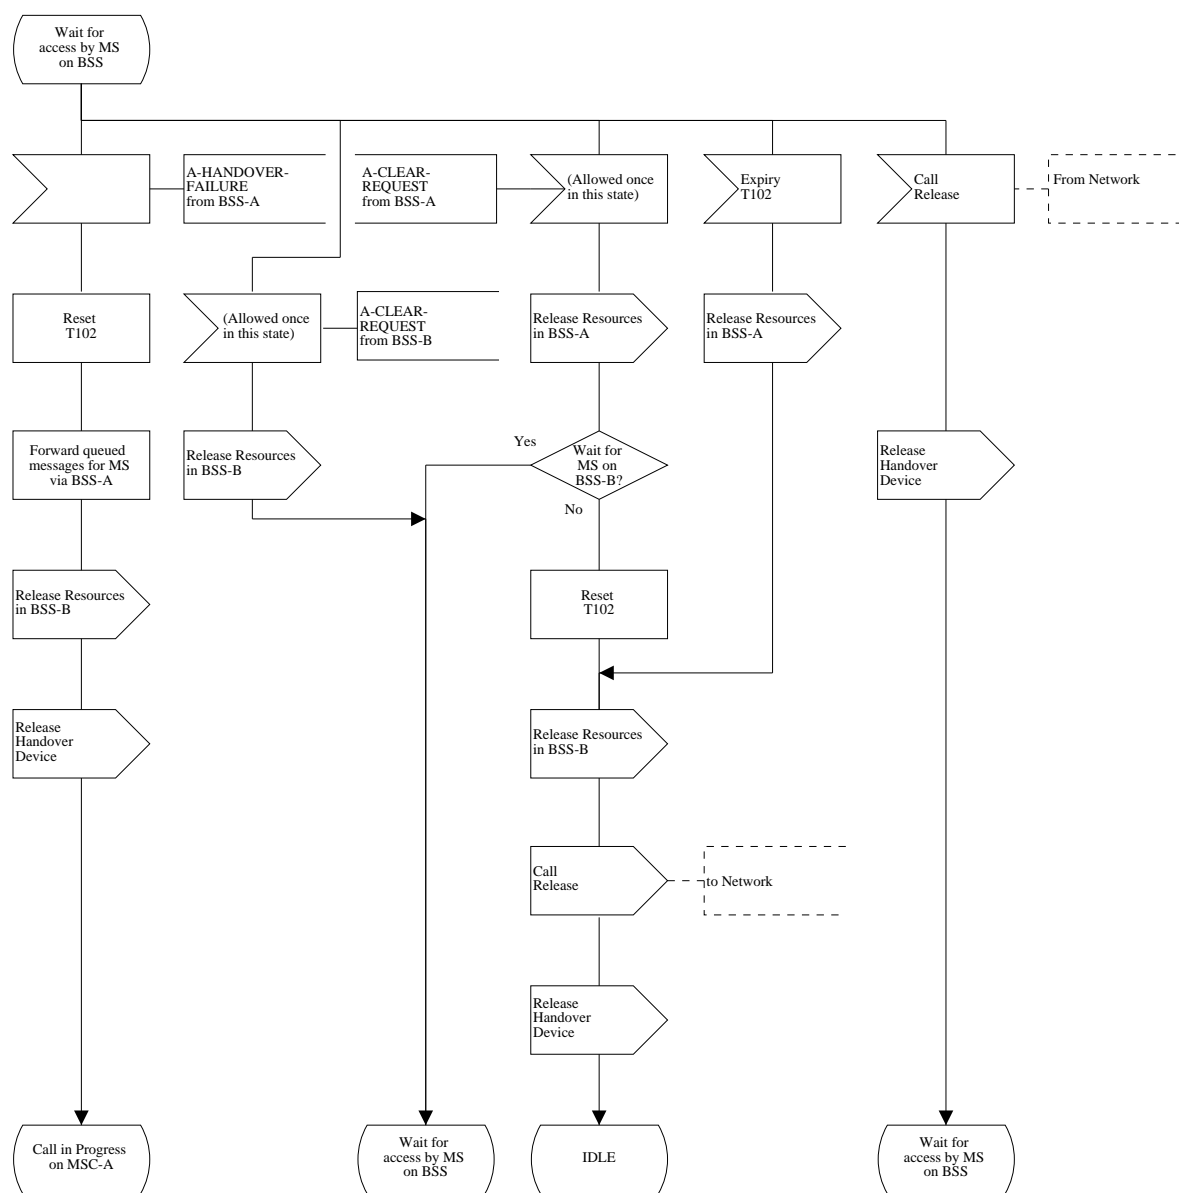 Wait for
access by MS
on BSS
A-HANDOVER-
FAILURE
from BSS-A
A-CLEAR-
REQUEST
from BSS-A
(Allowed once
in this state)
Expiry
T102
Call
Release
From Network
Reset
T102
(Allowed once
in this state)
A-CLEAR-
REQUEST
from BSS-B
Release Resources
in BSS-A
Release Resources
in BSS-A
Forward queued
messages for MS
via BSS-A
Release Resources
in BSS-B
Yes
Wait for
MS on
BSS-B?
No
Release
Handover
Device
Release Resources
in BSS-B
Reset
T102
Release
Handover
Device
Release Resources
in BSS-B
Call
Release
to Network
Release
Handover
Device
Call in Progress
on MSC-A
Wait for
access by MS
on BSS
IDLE
Wait for
access by MS
on BSS